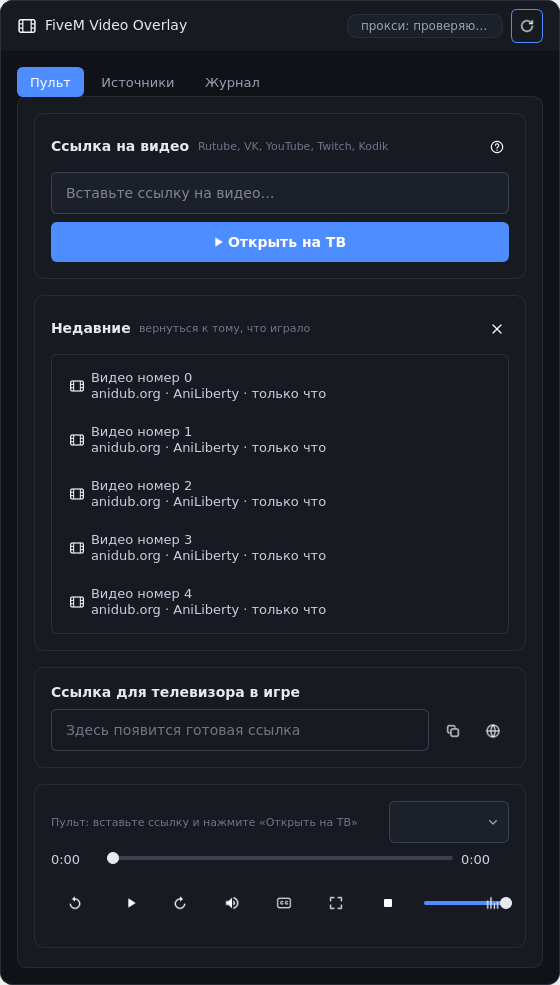 FiveM Video Overlay
прокси: проверяю...
Пульт
Источники
Журнал
Ссылка на видео
Rutube, VK, YouTube, Twitch, Kodik
Вставьте ссылку на видео...
Открыть на ТВ
Недавние
вернуться к тому, что играло
Видео номер 0
anidub.org · AniLiberty · только что
Видео номер 1
anidub.org · AniLiberty · только что
Видео номер 2
anidub.org · AniLiberty · только что
Видео номер 3
anidub.org · AniLiberty · только что
Видео номер 4
anidub.org · AniLiberty · только что
Ссылка для телевизора в игре
Здесь появится готовая ссылка
Пульт: вставьте ссылку и нажмите «Открыть на ТВ»
0:00
0:00